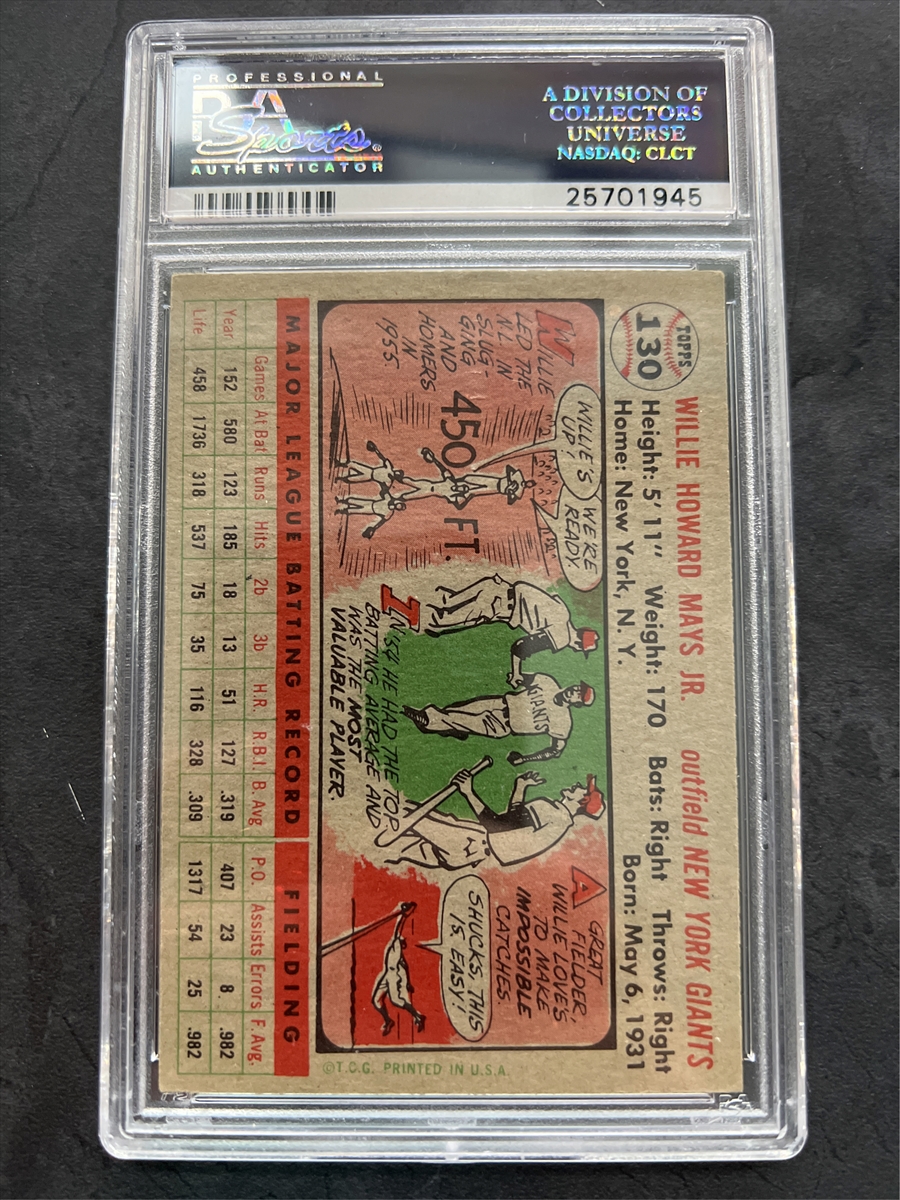 PROFESSIONAL
PSA
Sports®
AUTHENTICATOR
A DIVISION OF
COLLECTORS
UNIVERSE
NASDAQ: CLCT
25701945
TOPPS
130
WILLIE HOWARD MAYS JR. outfield NEW YORK GIANTS
Height: 5' 11" Weight: 170 Bats: Right Throws: Right
Home: New York, N. Y. Born: May 6, 1931
WILLIE
LED THE
NL IN
SLUG-
GING
AND
HOMERS
IN
1955.
450 FT.
WILLIE'S
UP,
WE'RE
READY.
IN '54 HE HAD THE TOP
BATTING AVERAGE AND
WAS THE MOST
VALUABLE PLAYER.
GIANTS
A GREAT
FIELDER,
WILLIE LOVE'S
TO MAKE
IMPOSSIBLE
CATCHES.
SHUCKS, THIS
IS, EASY!
MAJOR LEAGUE BATTING RECORD FIELDING
Games At Bat Runs Hits 2b 3b H.R. R.B.I. B. Avg P.O. Assists Errors F. Avg.
Year 152 580 123 185 18 13 51 127 .319 407 23 8 .982
Life 458 1736 318 537 75 35 116 328 .309 1317 54 25 .982
©T.C.G. PRINTED IN U.S.A.